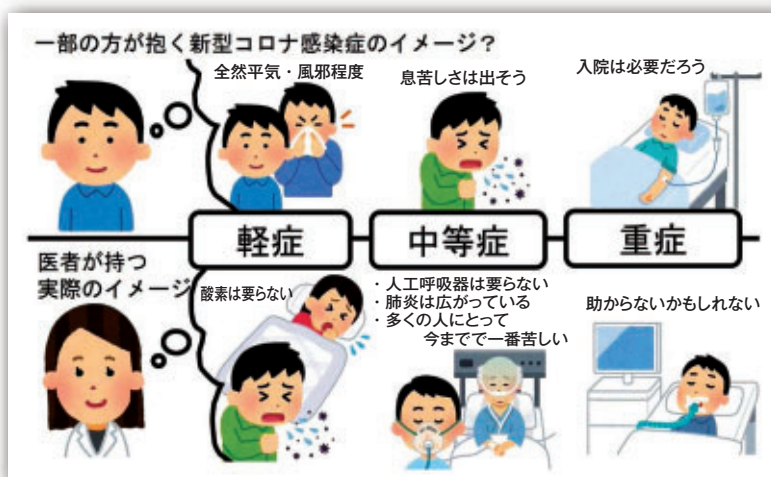 一部の方が抱く新型コロナ感染症のイメージ？
全然平気・風邪程度
息苦しさは出そう
入院は必要だろう
軽症
中等症
重症
医者が持つ
実際のイメージ
酸素は要らない
・人工呼吸器は要らない
・肺炎は広がっている
・多くの人にとって
今までで一番苦しい
助からないかもしれない